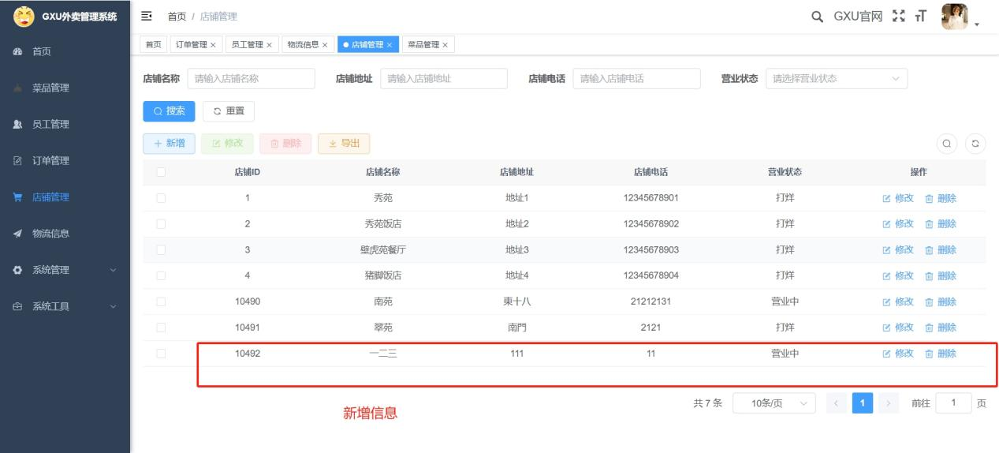 GXU外卖管理系统
首页 / 店铺管理
GXU官网
首页
订单管理 ×
员工管理 ×
物流信息 ×
店铺管理 ×
菜品管理 ×
首页
菜品管理
员工管理
订单管理
店铺管理
物流信息
系统管理
系统工具
店铺名称 请输入店铺名称 店铺地址 请输入店铺地址 店铺电话 请输入店铺电话 营业状态 请选择营业状态
搜索 重置
+ 新增 修改 删除 导出
店铺ID 店铺名称 店铺地址 店铺电话 营业状态 操作
1 秀苑 地址1 12345678901 打烊 修改 删除
2 秀苑饭店 地址2 12345678902 打烊 修改 删除
3 壁虎苑餐厅 地址3 12345678903 打烊 修改 删除
4 猪脚饭店 地址4 12345678904 打烊 修改 删除
10490 南苑 東十八 21212131 营业中 修改 删除
10491 翠苑 南門 2121 打烊 修改 删除
10492 一二三 111 11 营业中 修改 删除
共 7 条 10条/页 < 1 > 前往 1 页
新增信息